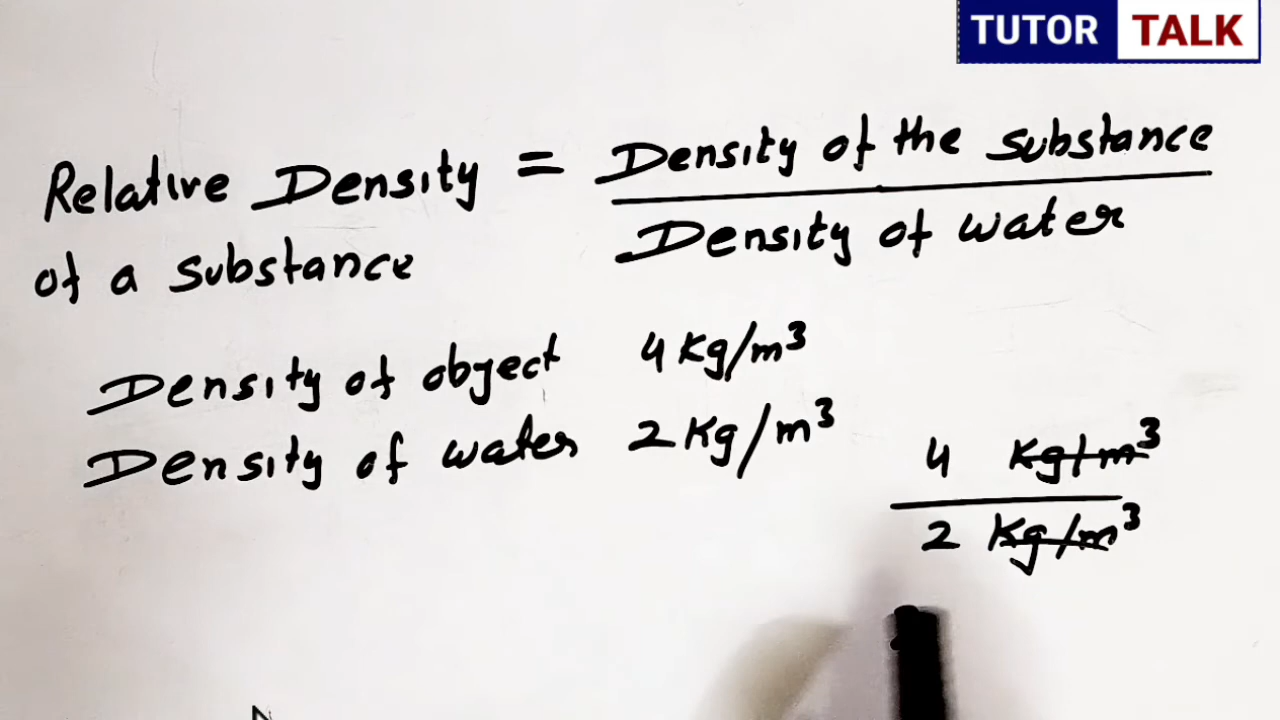 TUTOR TALK
Relative Density = Density of the substance
of a substance Density of water
Density of object 4 Kg/m³
Density of water 2 Kg/m³
4 Kg/m³
2 Kg/m³